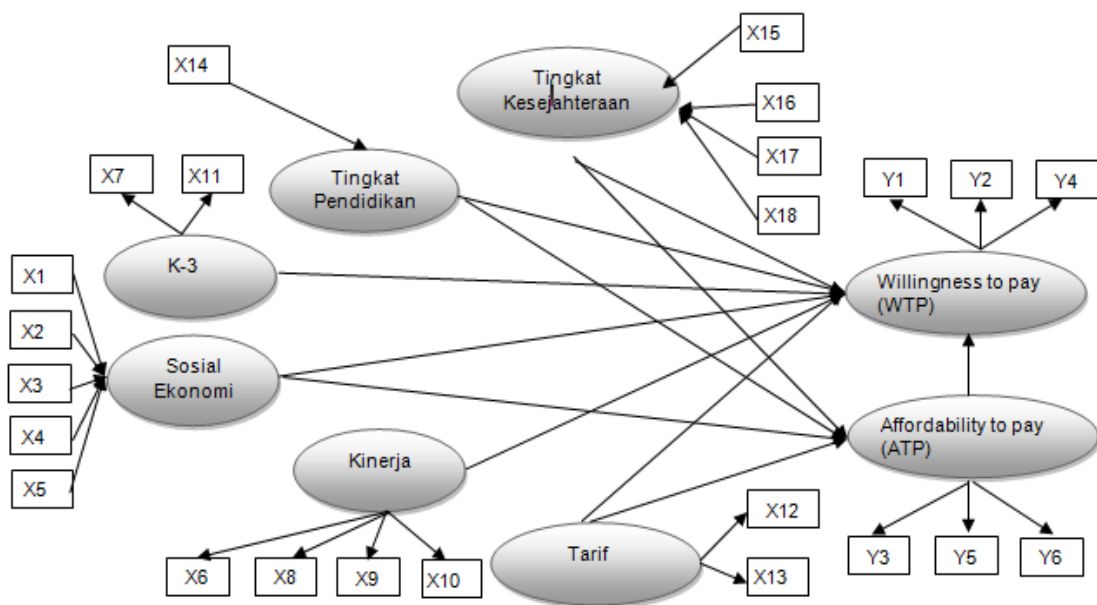 X15
Tingkat
Kesejahteraan
X14
X16
X17
X7
X11
Tingkat
Pendidikan
X18
Y1
Y2
Y4
K-3
X1
Willingness to pay
(WTP)
X2
Sosial
Ekonomi
X3
X4
Affordability to pay
(ATP)
X5
Kinerja
X12
Tarif
X6
X8
X9
X10
X13
Y3
Y5
Y6